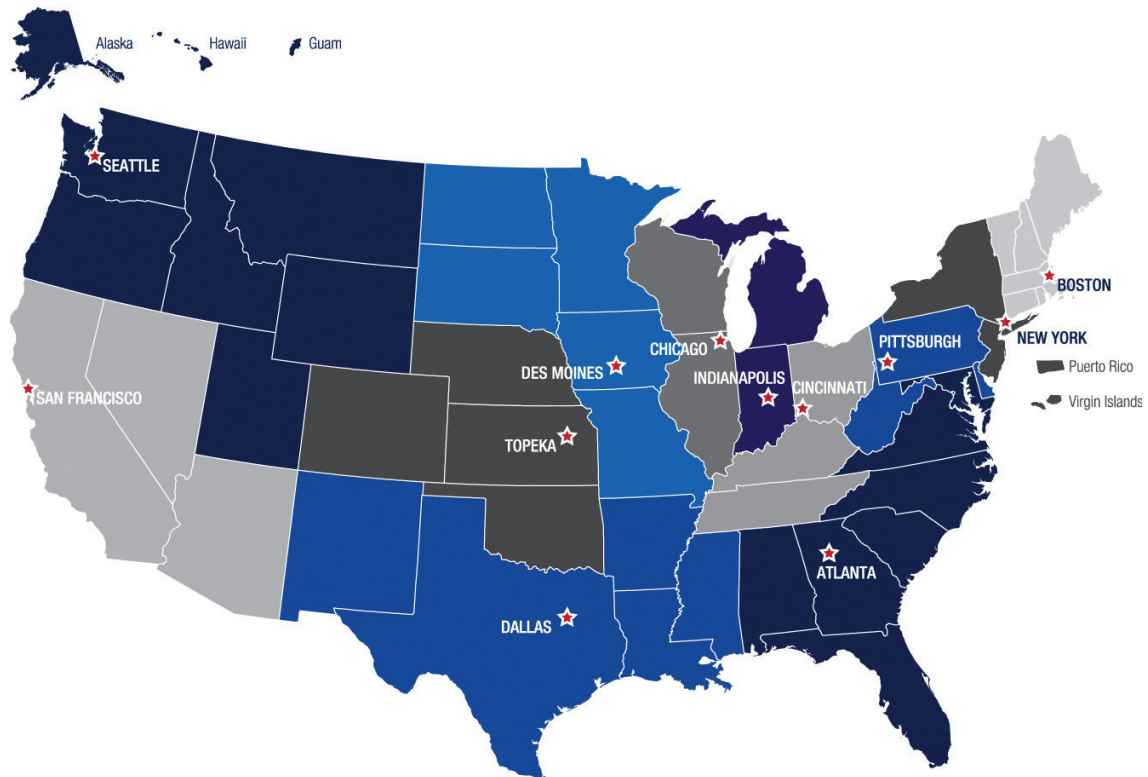 Alaska
Hawaii
Guam
SEATTLE
BOSTON
NEW YORK
PITTSBURGH
CHICAGO
Puerto Rico
DES MOINES
INDIANAPOLIS
CINCINNATI
SAN FRANCISCO
Virgin Islands
TOPEKA
ATLANTA
DALLAS